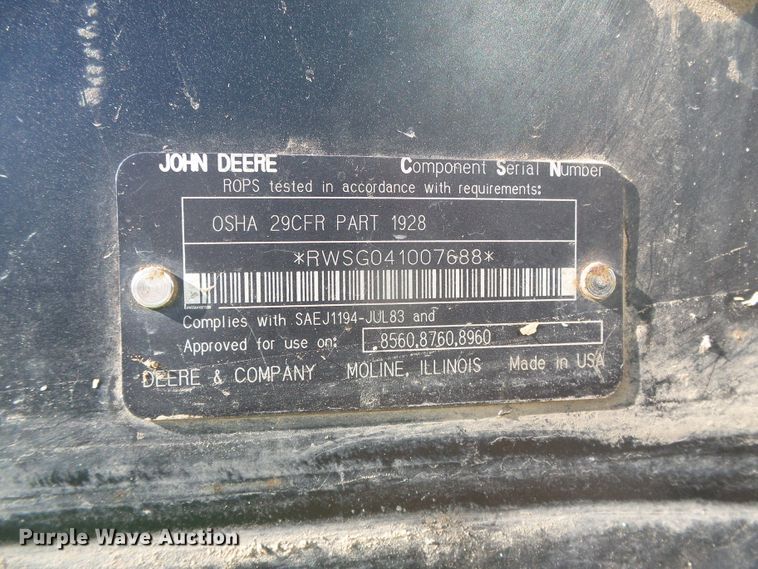 JOHN DEERE Component Serial Number
ROPS tested in accordance with requirements:
OSHA 29CFR PART 1928
*RWSG041007688*
Complies with SAEJ1194-JUL83 and
Approved for use on: 8560,8760,8960
DEERE & COMPANY MOLINE, ILLINOIS Made in USA
Purple Wave Auction